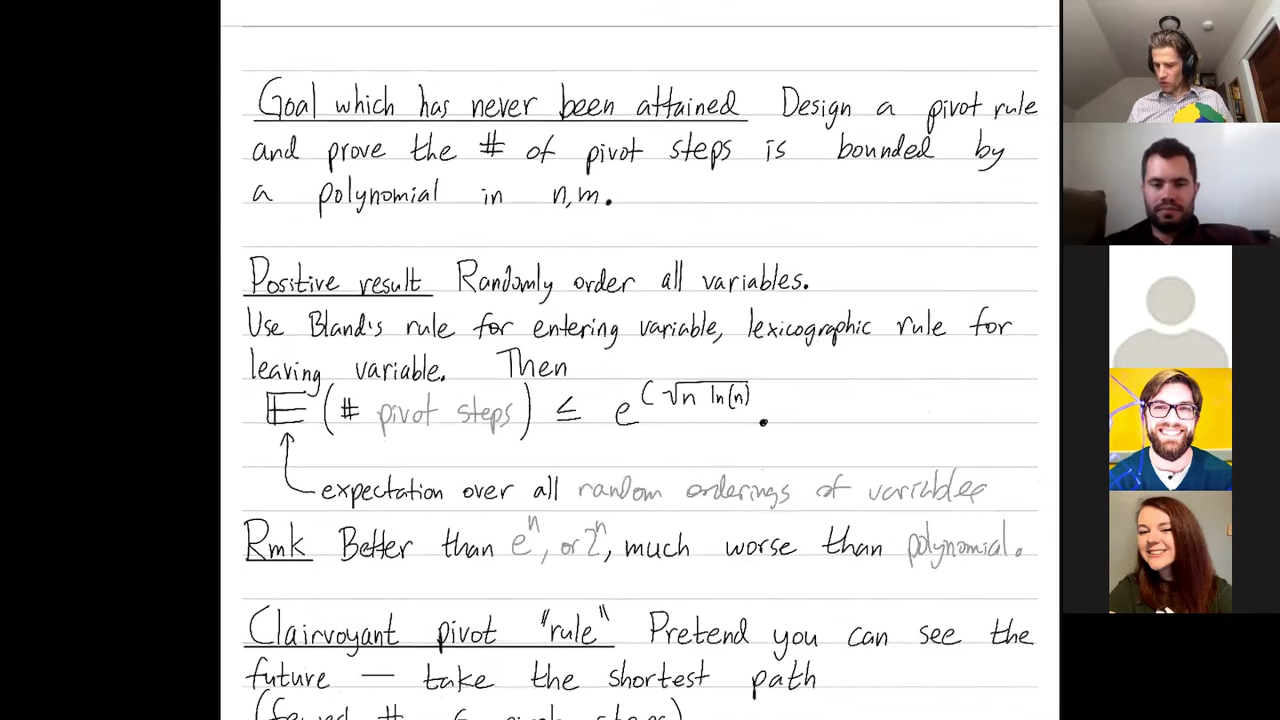 Goal which has never been attained Design a pivot rule
and prove the # of pivot steps is bounded by
a polynomial in n,m.
Positive result Randomly order all variables.
Use Bland's rule for entering variable, lexicographic rule for
leaving variable. Then
E(# pivot steps) ≤ e^(C√n ln(n)).
expectation over all random orderings of variables
Rmk Better than e^n, or 2^n, much worse than polynomial.
Clairvoyant pivot "rule" Pretend you can see the
future — take the shortest path